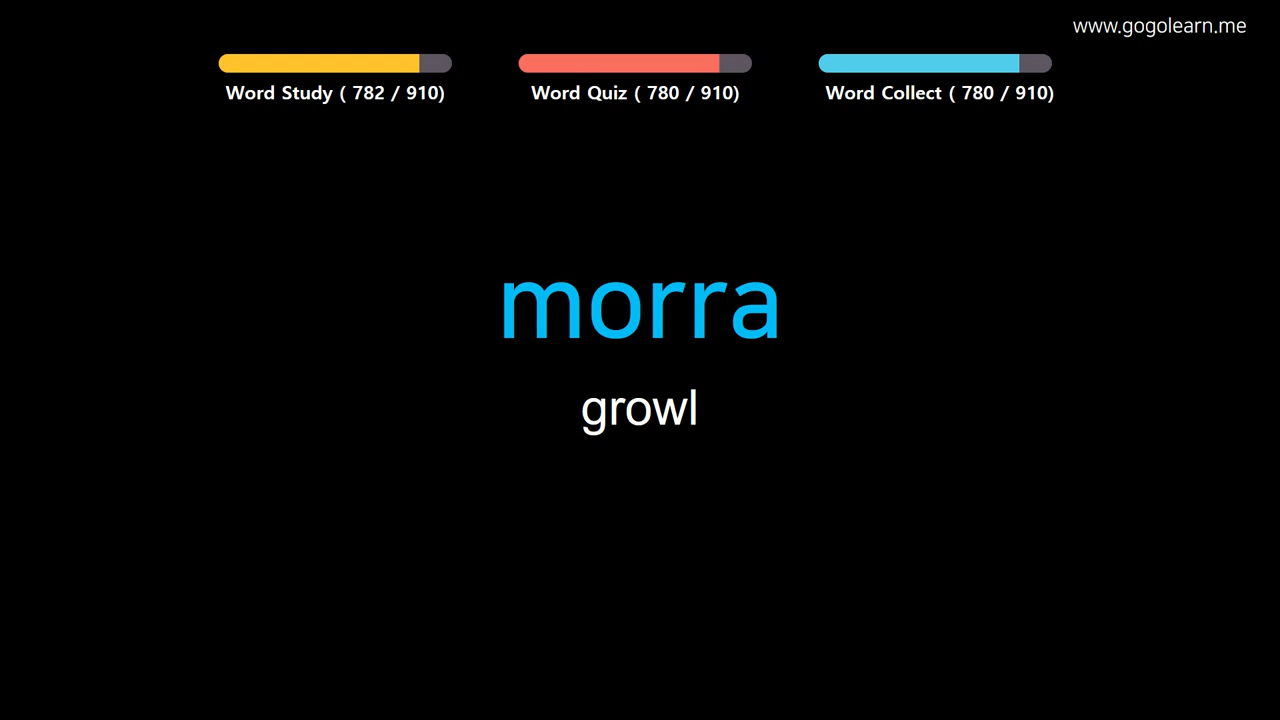 www.gogolearn.me
Word Study ( 782 / 910)
Word Quiz ( 780 / 910)
Word Collect ( 780 / 910)
morra
growl